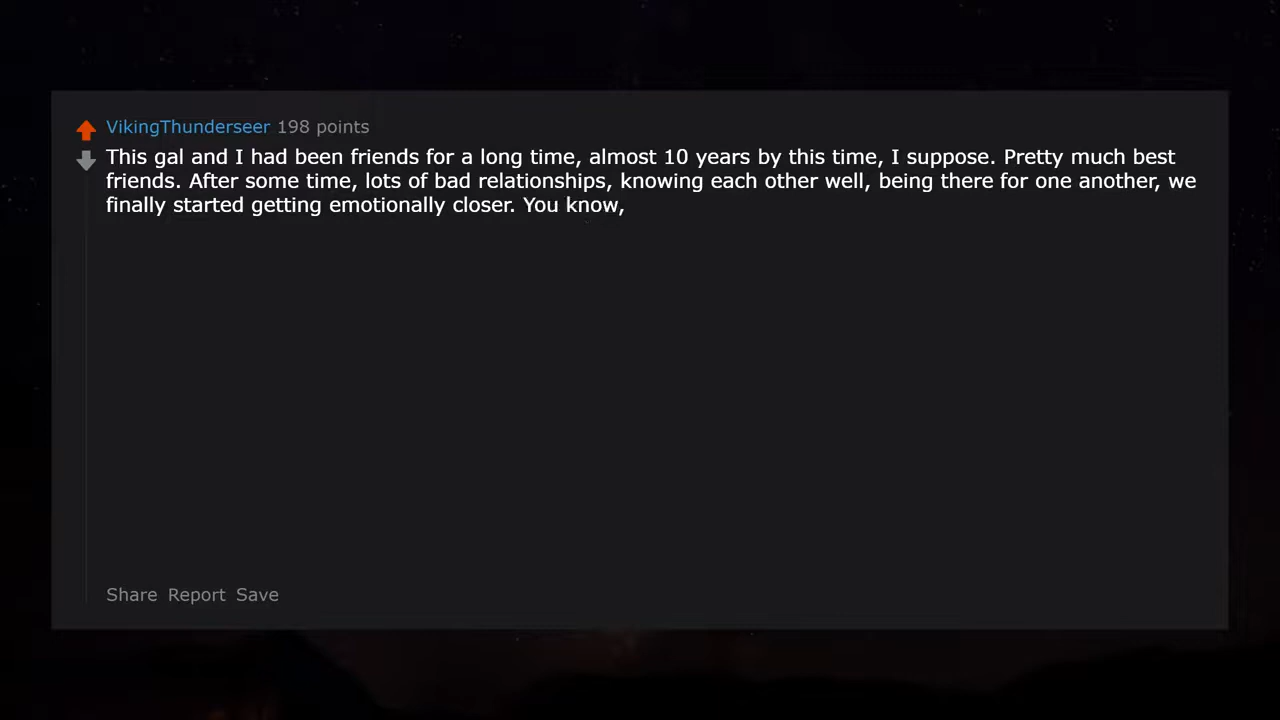 VikingThunderseer 198 points
This gal and I had been friends for a long time, almost 10 years by this time, I suppose. Pretty much best
friends. After some time, lots of bad relationships, knowing each other well, being there for one another, we
finally started getting emotionally closer. You know,
Share Report Save